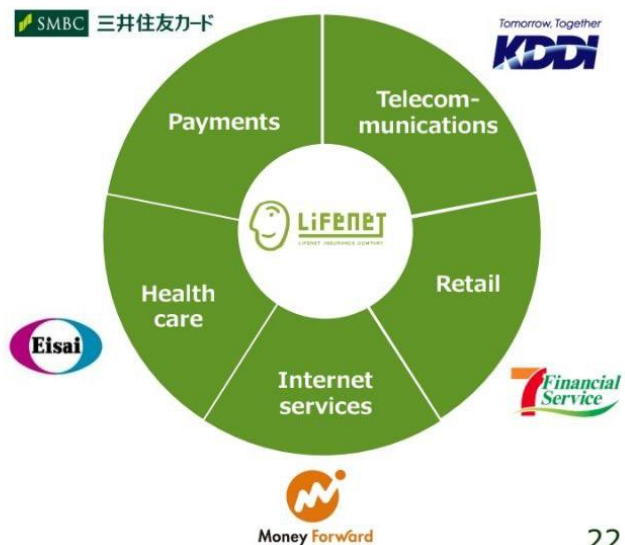 SMBC 三井住友カード
Tomorrow, Together
KDDI
Payments
Telecom-
munications
LIFENET
LIFENET INSURANCE COMPANY
Health
care
Retail
Eisai
Internet
services
7 Financial
Service
Money Forward
22